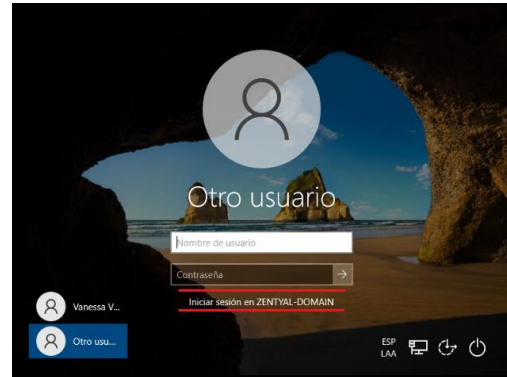 Otro usuario
Nombre de usuario
Contraseña
Iniciar sesión en ZENTYAL-DOMAIN
Vanessa V...
Otro usu...
ESP
LAA